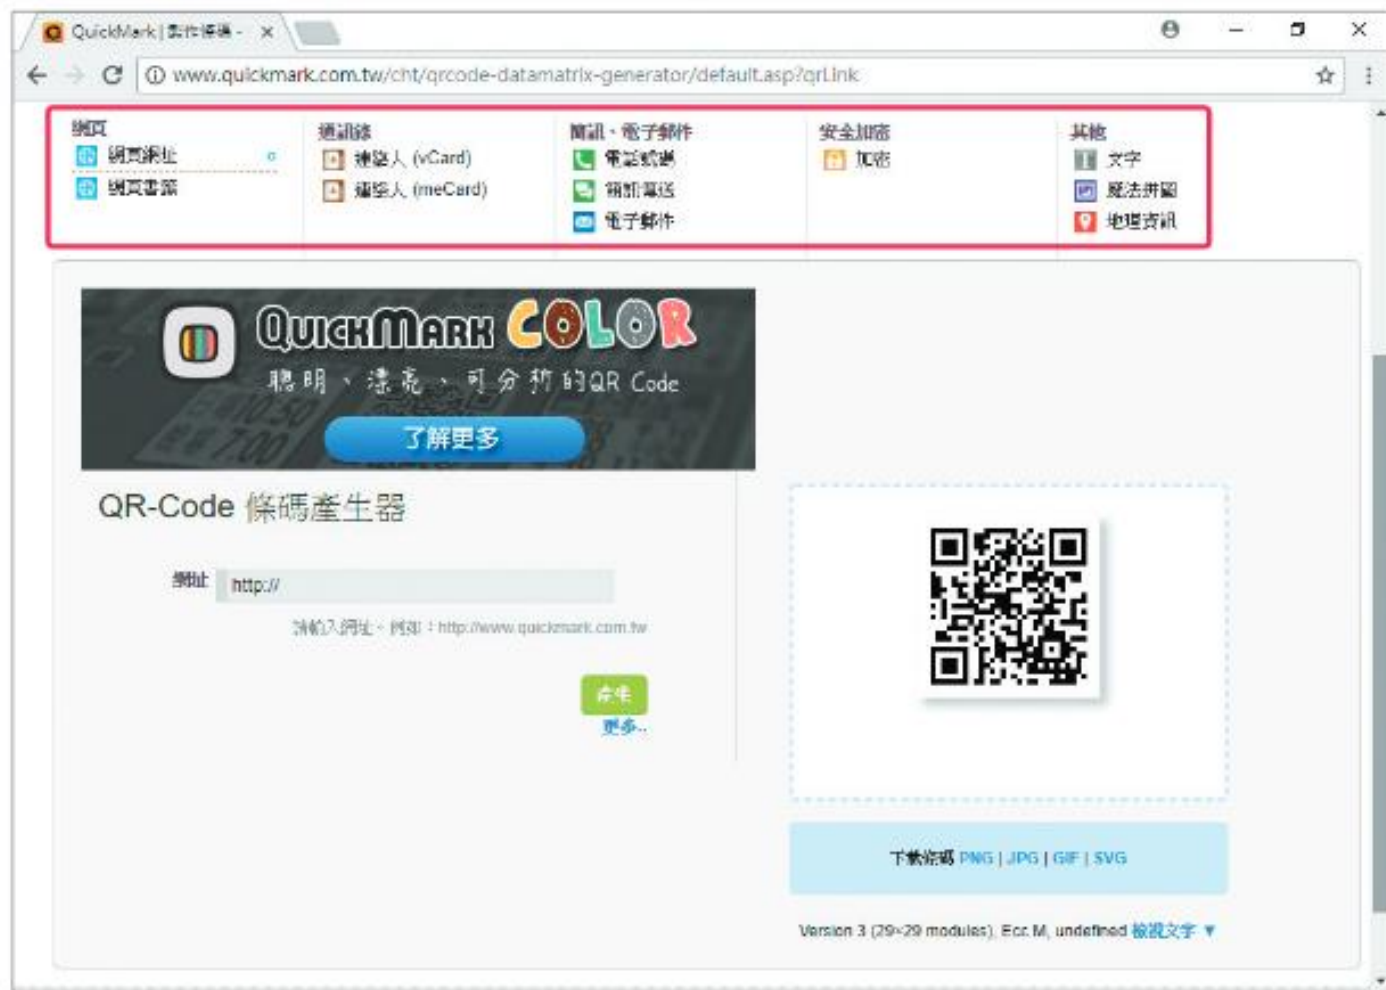 QuickMark | 製作條碼 -
www.quickmark.com.tw/cht/qrcode-datamatrix-generator/default.asp?qrLink
網頁
網頁網址
網頁書籤
通訊錄
連絡人 (vCard)
連絡人 (meCard)
簡訊、電子郵件
電話號碼
簡訊傳送
電子郵件
安全加密
加密
其他
文字
魔法拼圖
地理資訊
QUICKMARK COLOR
聰明、漂亮、可分析的QR Code
了解更多
QR-Code 條碼產生器
網址 http://
請輸入網址。例如：http://www.quickmark.com.tw
產生
更多..
下載條碼 PNG | JPG | GIF | SVG
Version 3 (29×29 modules), Ecc M, undefined 檢視文字 ▼